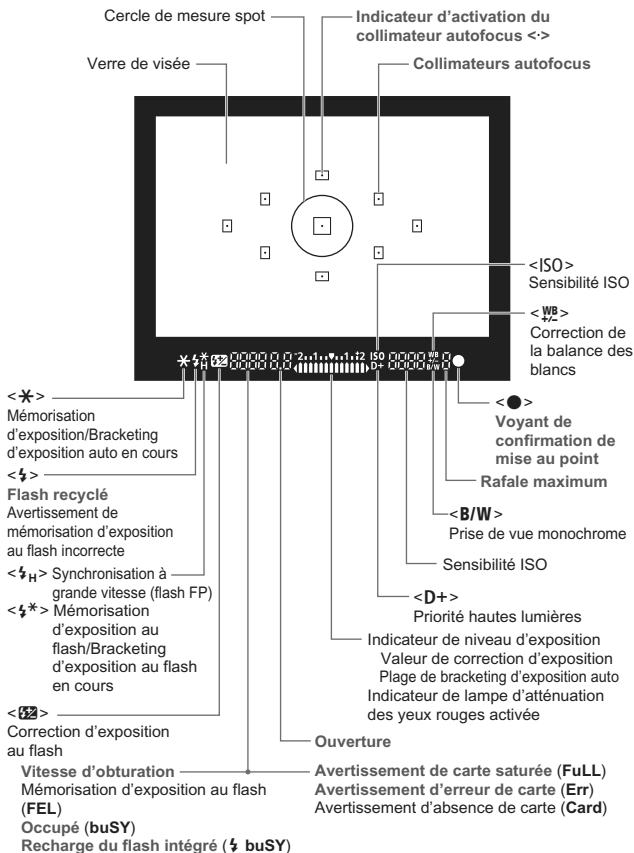 Cercle de mesure spot
Indicateur d'activation du
collimateur autofocus <·>
Verre de visée
Collimateurs autofocus
<ISO>
Sensibilité ISO
<WB +/->
Correction de
la balance des
blancs
-2..1..▼..1..+2 ISO WB +/-
D+ B/W
<✱>
Mémorisation
d'exposition/Bracketing
d'exposition auto en cours
<●>
Voyant de
confirmation de
mise au point
Rafale maximum
<⚡>
Flash recyclé
Avertissement de
mémorisation d'exposition
au flash incorrecte
<B/W>
Prise de vue monochrome
Sensibilité ISO
<⚡H> Synchronisation à
grande vitesse (flash FP)
<⚡*> Mémorisation
d'exposition au
flash/Bracketing
d'exposition au flash
en cours
<D+>
Priorité hautes lumières
Indicateur de niveau d'exposition
Valeur de correction d'exposition
Plage de bracketing d'exposition auto
Indicateur de lampe d'atténuation
des yeux rouges activée
Correction d'exposition
au flash
Ouverture
Vitesse d'obturation
Mémorisation d'exposition au flash
(FEL)
Occupé (buSY)
Recharge du flash intégré (⚡ buSY)
Avertissement de carte saturée (FuLL)
Avertissement d'erreur de carte (Err)
Avertissement d'absence de carte (Card)